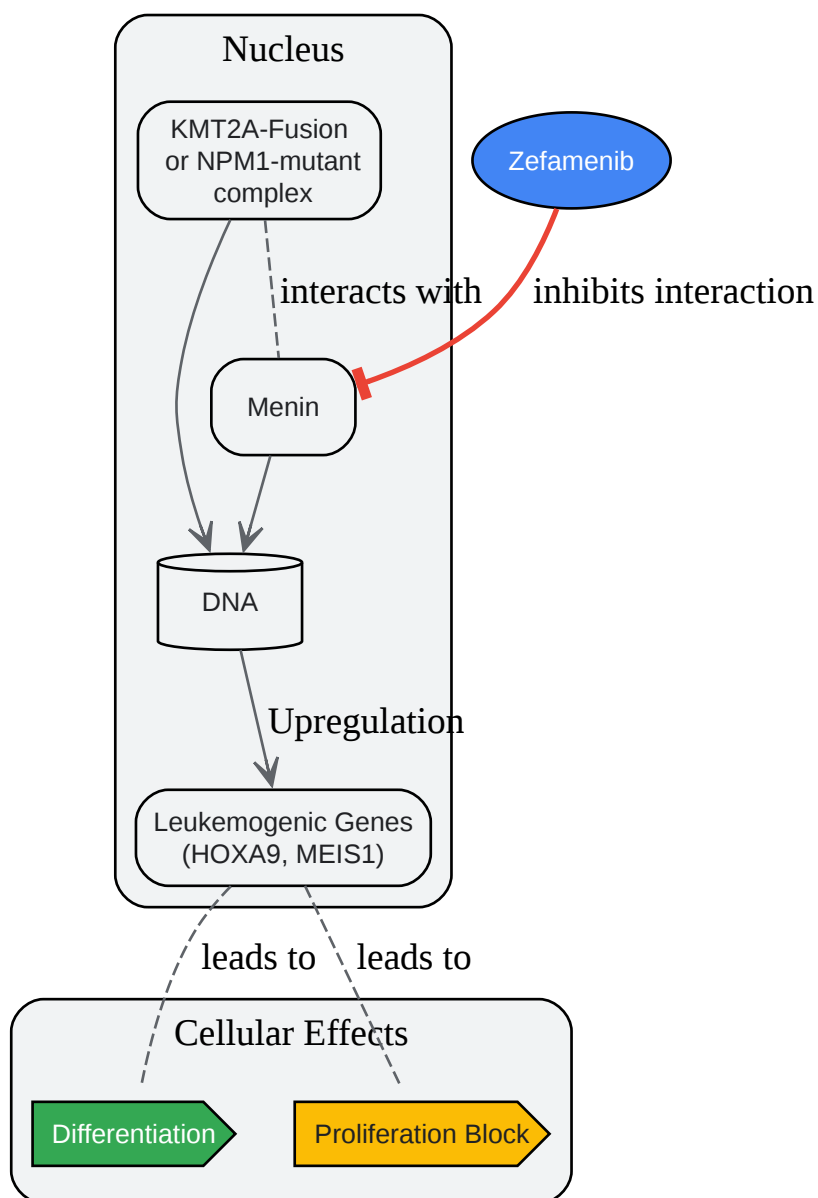 Nucleus
KMT2A-Fusion
or NPM1-mutant
complex
Zefamenib
interacts with
inhibits interaction
Menin
DNA
Upregulation
Leukemogenic Genes
(HOXA9, MEIS1)
leads to
leads to
Cellular Effects
Differentiation
Proliferation Block